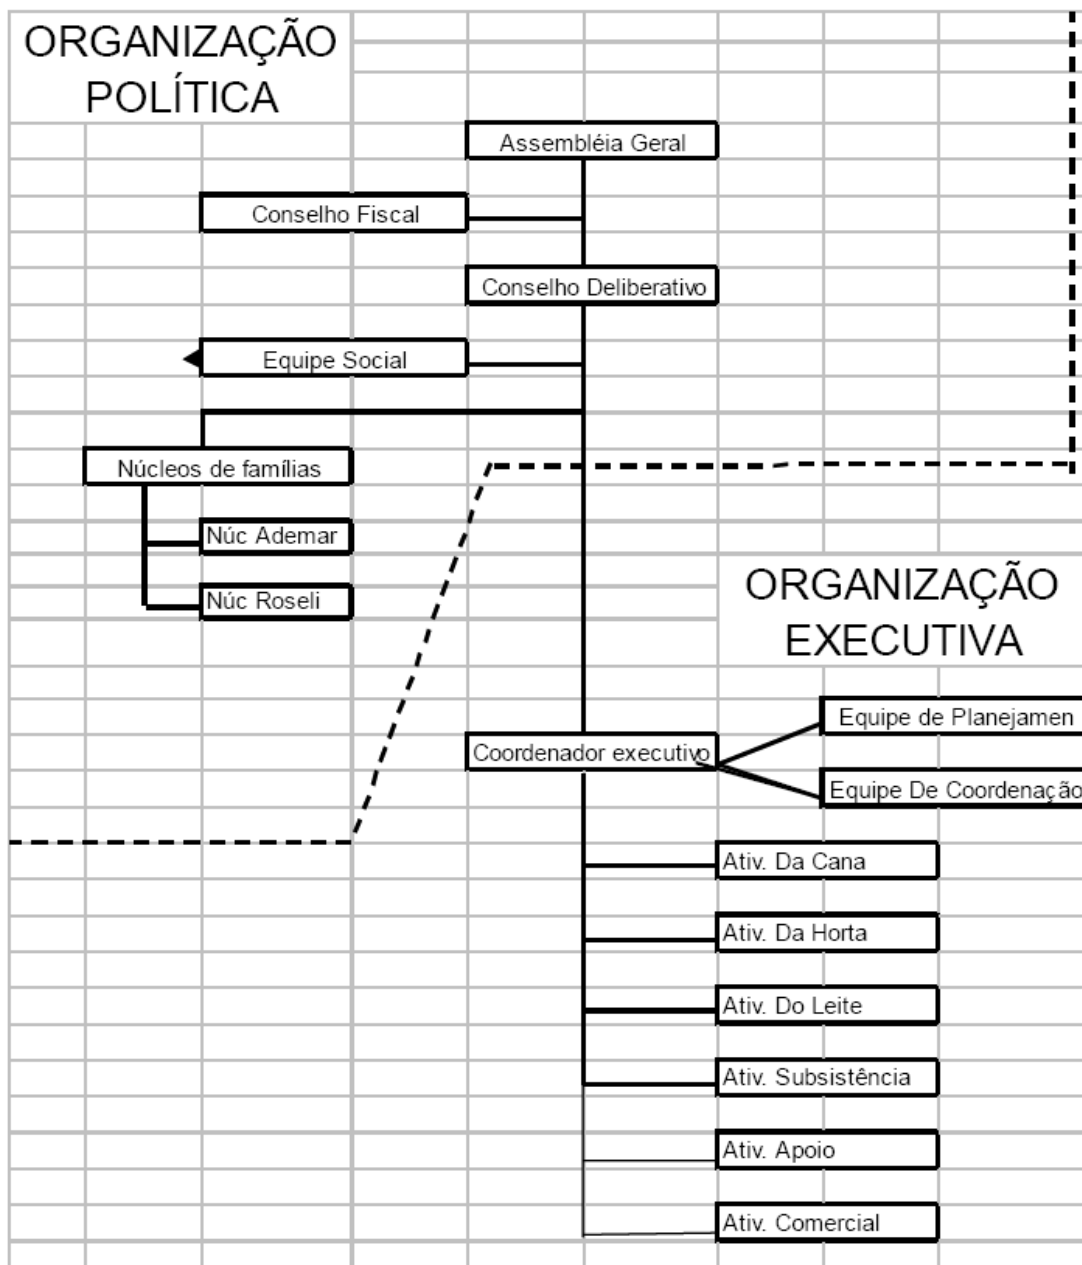 ORGANIZAÇÃO
POLÍTICA
Assembléia Geral
Conselho Fiscal
Conselho Deliberativo
Equipe Social
Núcleos de famílias
Núc Ademar
Núc Roseli
ORGANIZAÇÃO
EXECUTIVA
Equipe de Planejamen
Coordenador executivo
Equipe De Coordenação
Ativ. Da Cana
Ativ. Da Horta
Ativ. Do Leite
Ativ. Subsistência
Ativ. Apoio
Ativ. Comercial